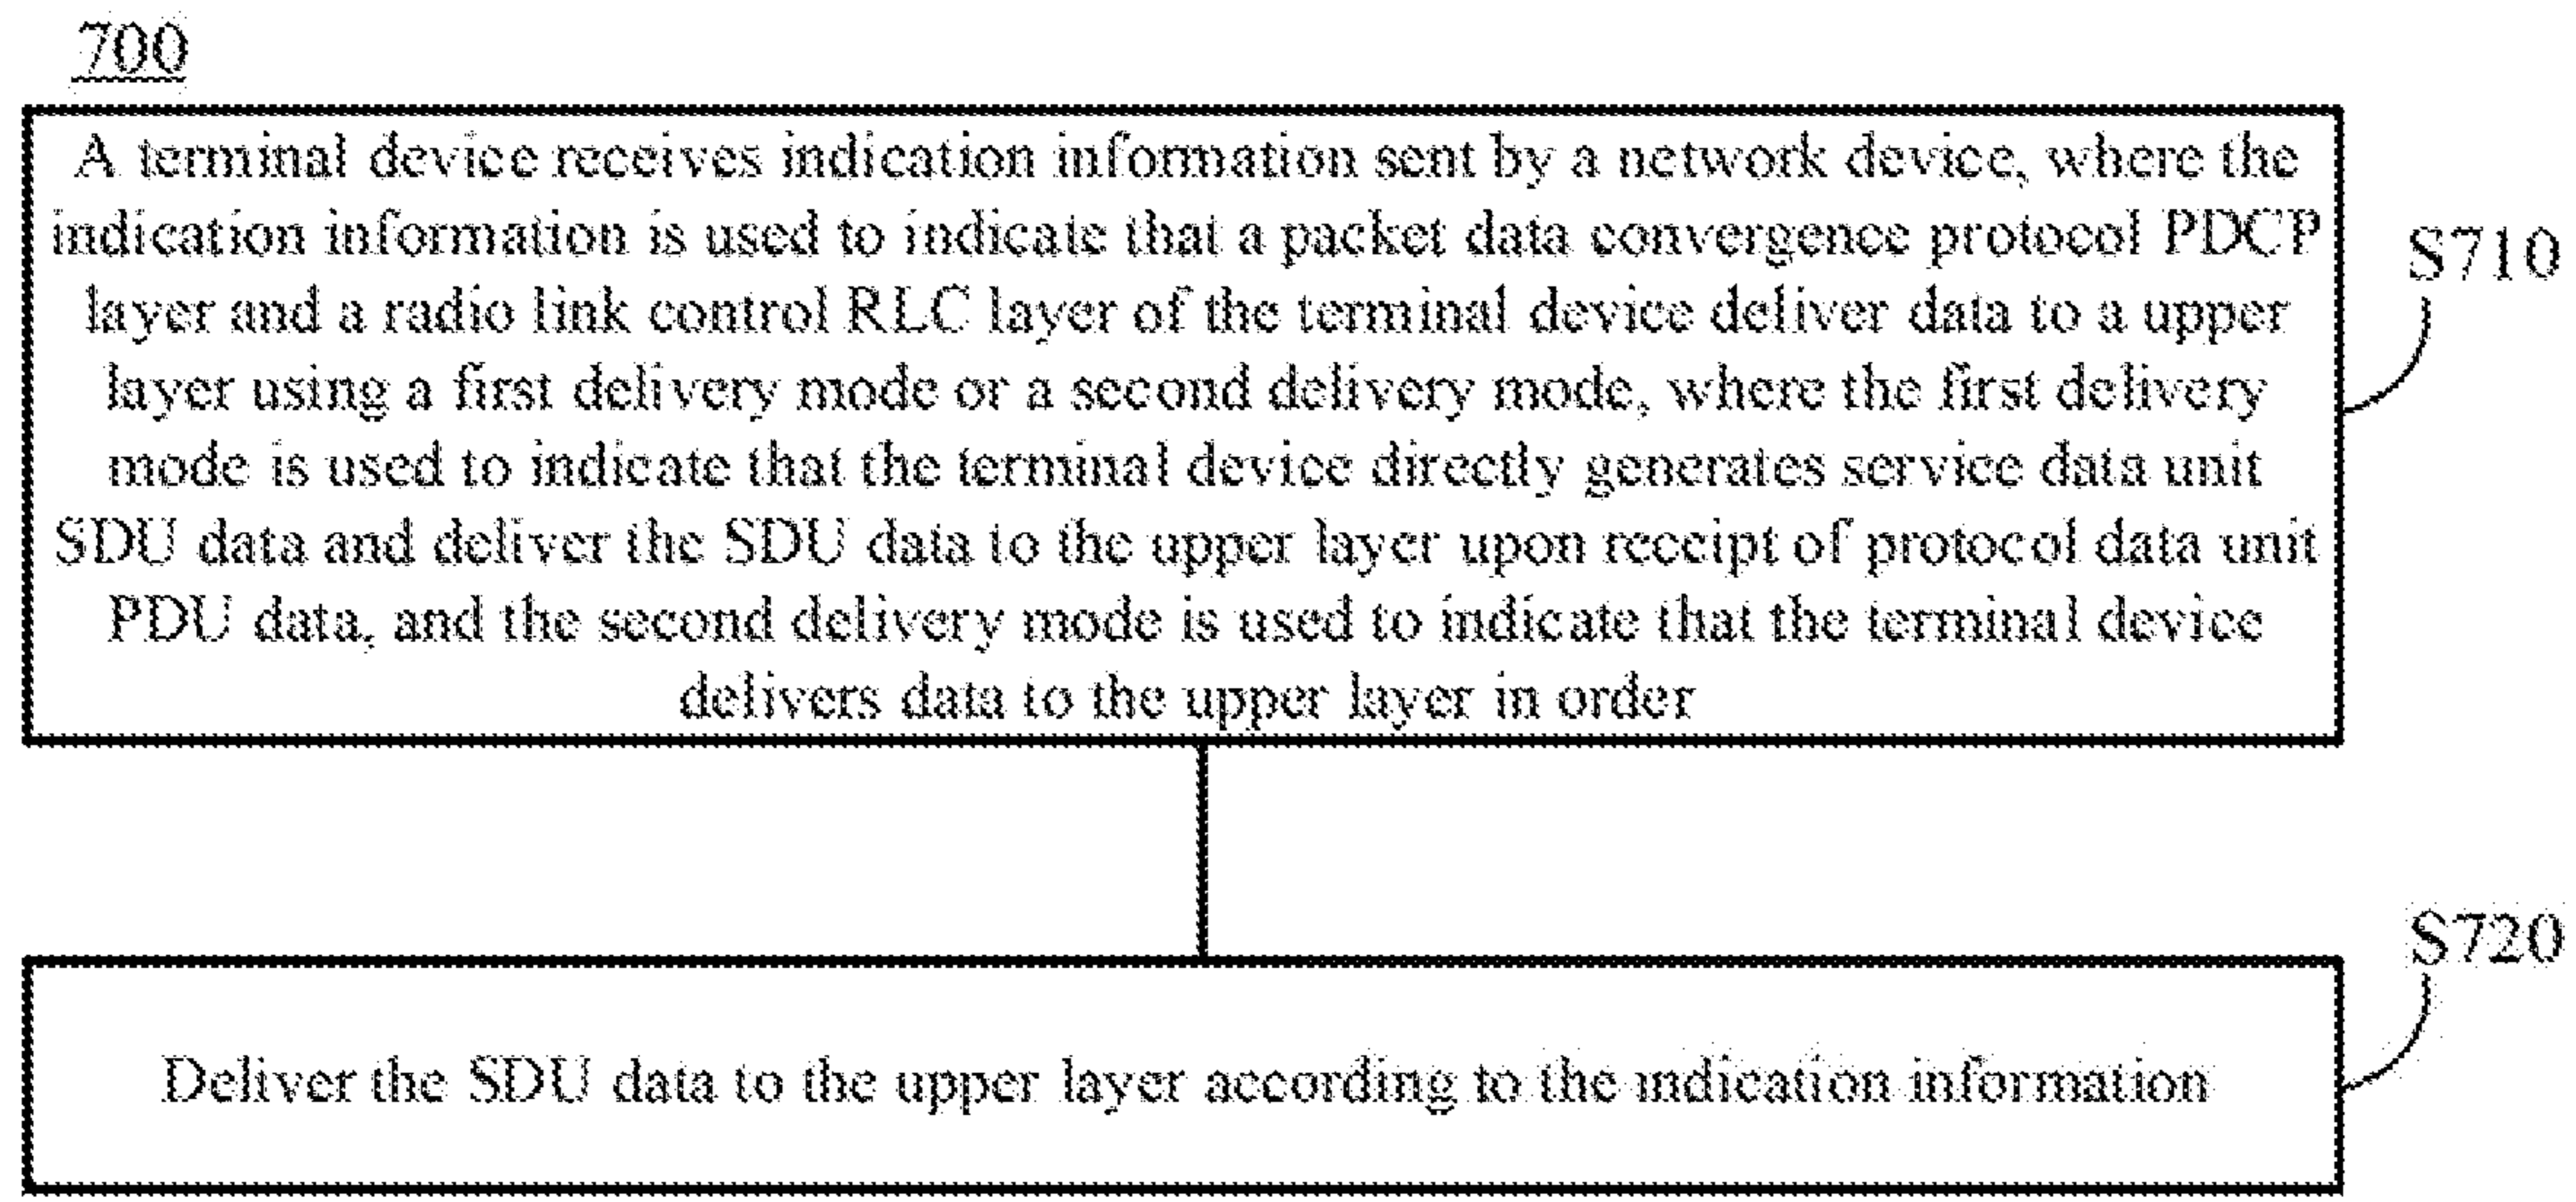 700
A terminal device receives indication information sent by a network device, where the
indication information is used to indicate that a packet data convergence protocol PDCP
layer and a radio link control RLC layer of the terminal device deliver data to a upper
layer using a first delivery mode or a second delivery mode, where the first delivery
mode is used to indicate that the terminal device directly generates service data unit
SDU data and deliver the SDU data to the upper layer upon receipt of protocol data unit
PDU data, and the second delivery mode is used to indicate that the terminal device
delivers data to the upper layer in order
S710
Deliver the SDU data to the upper layer according to the indication information
S720